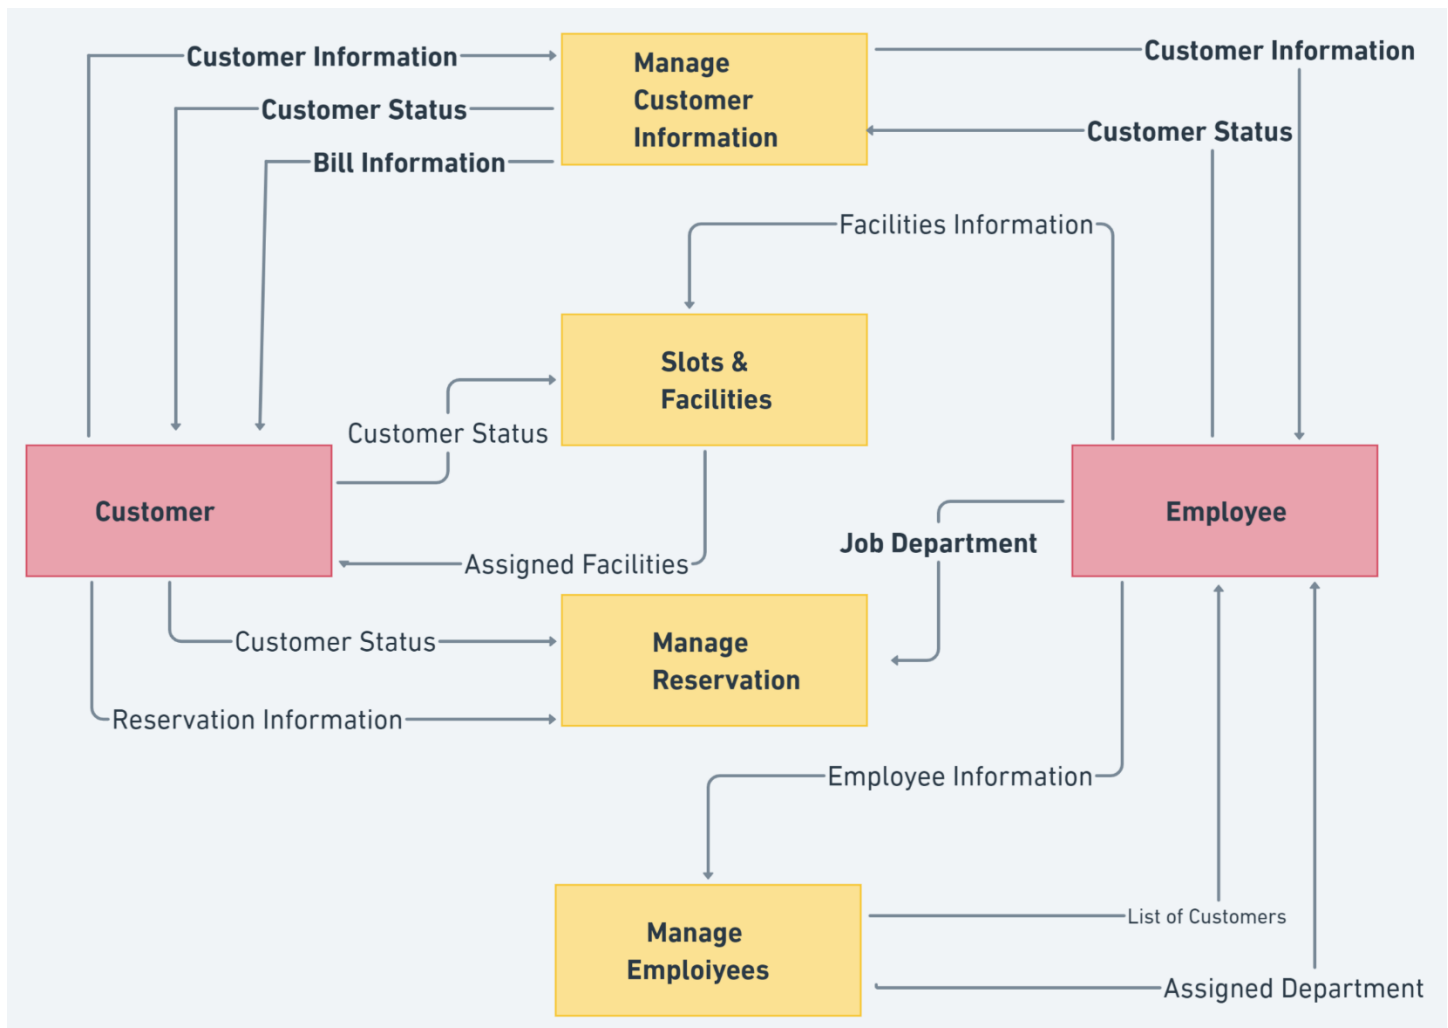 Customer Information
Customer Status
Bill Information
Manage
Customer
Information
Customer Information
Customer Status
Facilities Information
Slots &
Facilities
Customer Status
Customer
Employee
Job Department
Assigned Facilities
Customer Status
Reservation Information
Manage
Reservation
Employee Information
Manage
Emploiyees
List of Customers
Assigned Department